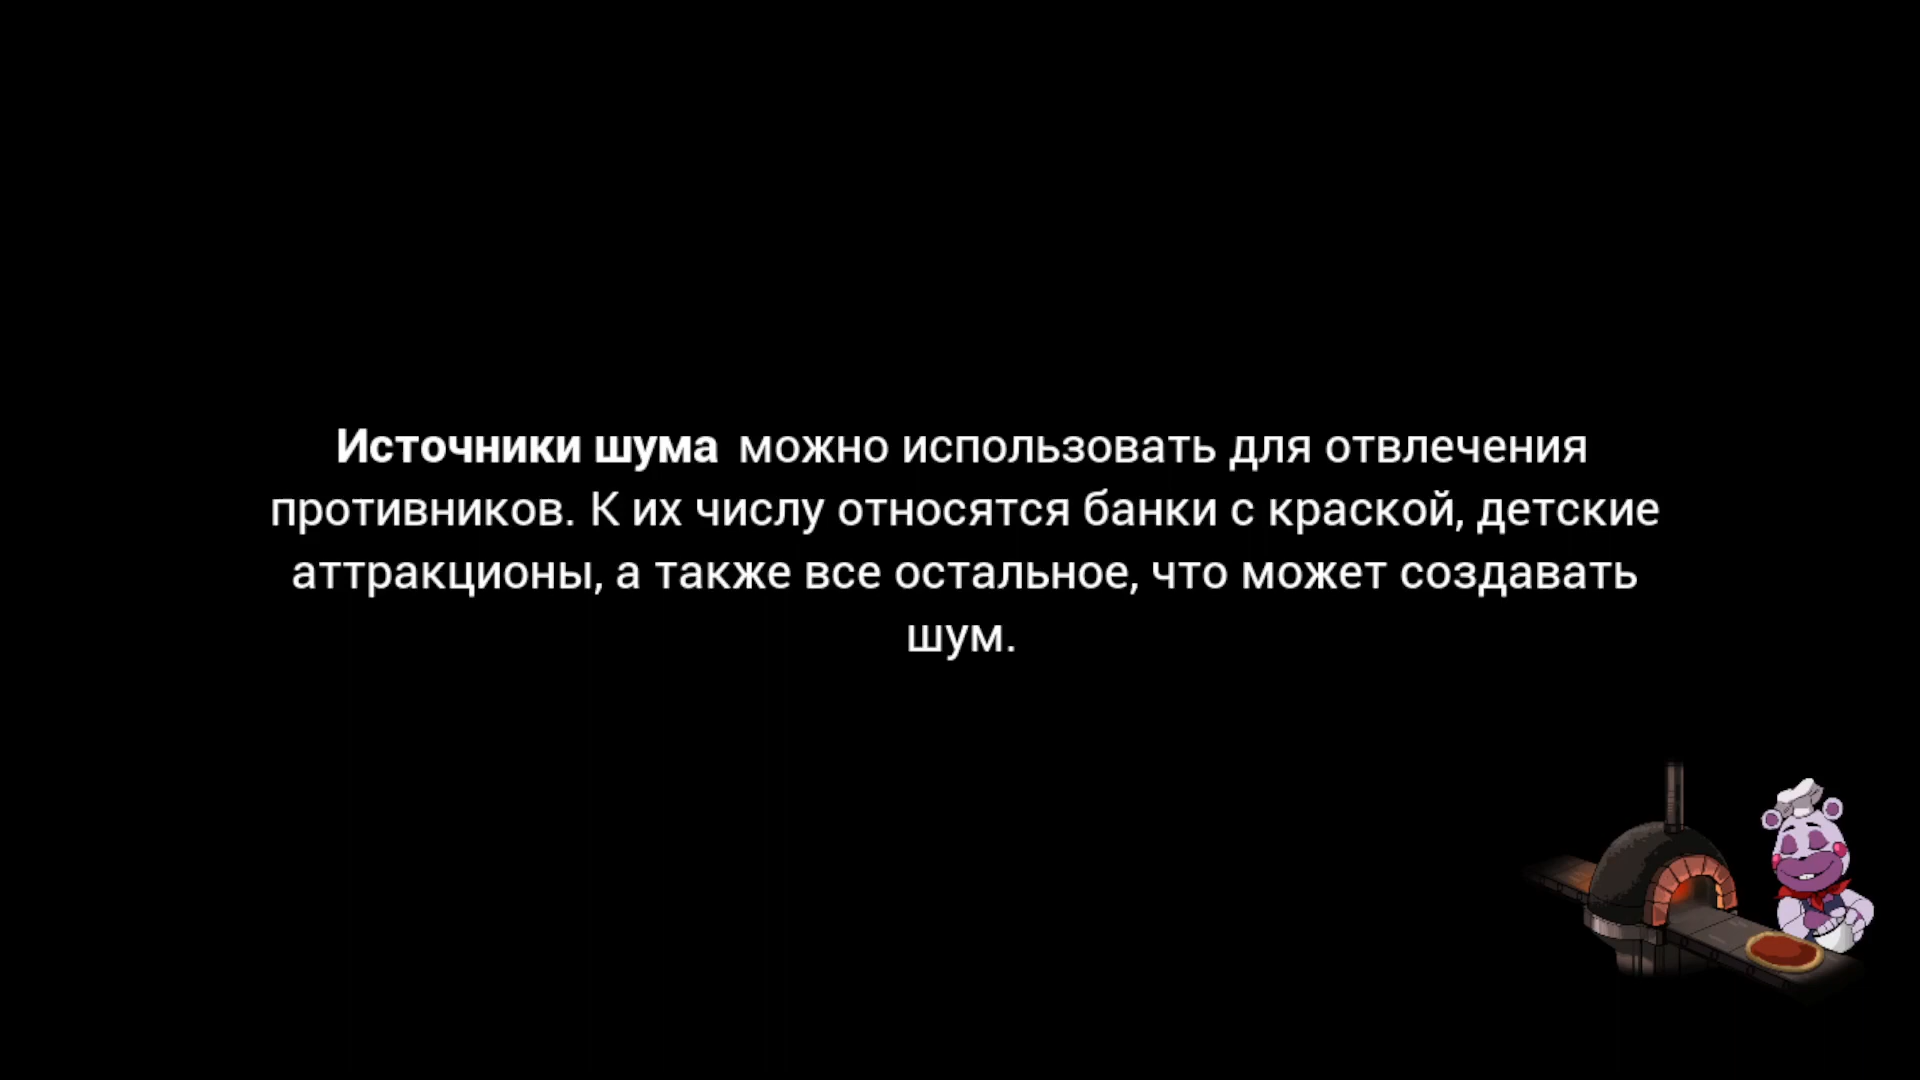 Источники шума можно использовать для отвлечения
противников. К их числу относятся банки с краской, детские
аттракционы, а также все остальное, что может создавать
шум.